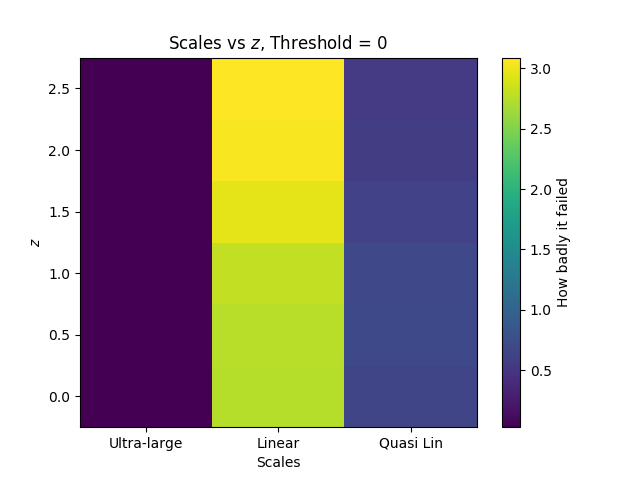 Scales vs z, Threshold = 0
z
2.5
2.0
1.5
1.0
0.5
0.0
Ultra-large Linear Quasi Lin
Scales
3.0
2.5
2.0
1.5
1.0
0.5
How badly it failed